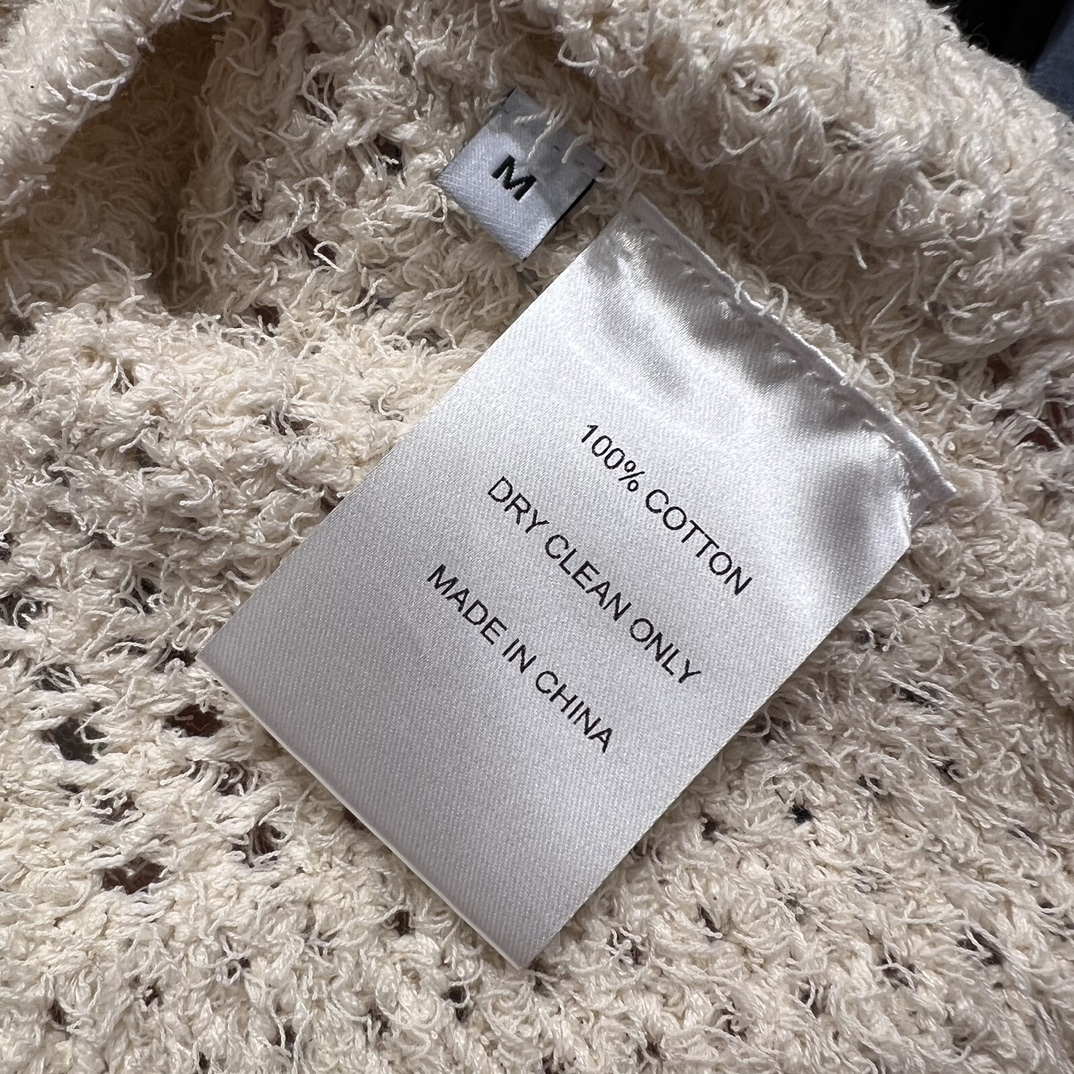 M
100% COTTON
DRY CLEAN ONLY
MADE IN CHINA